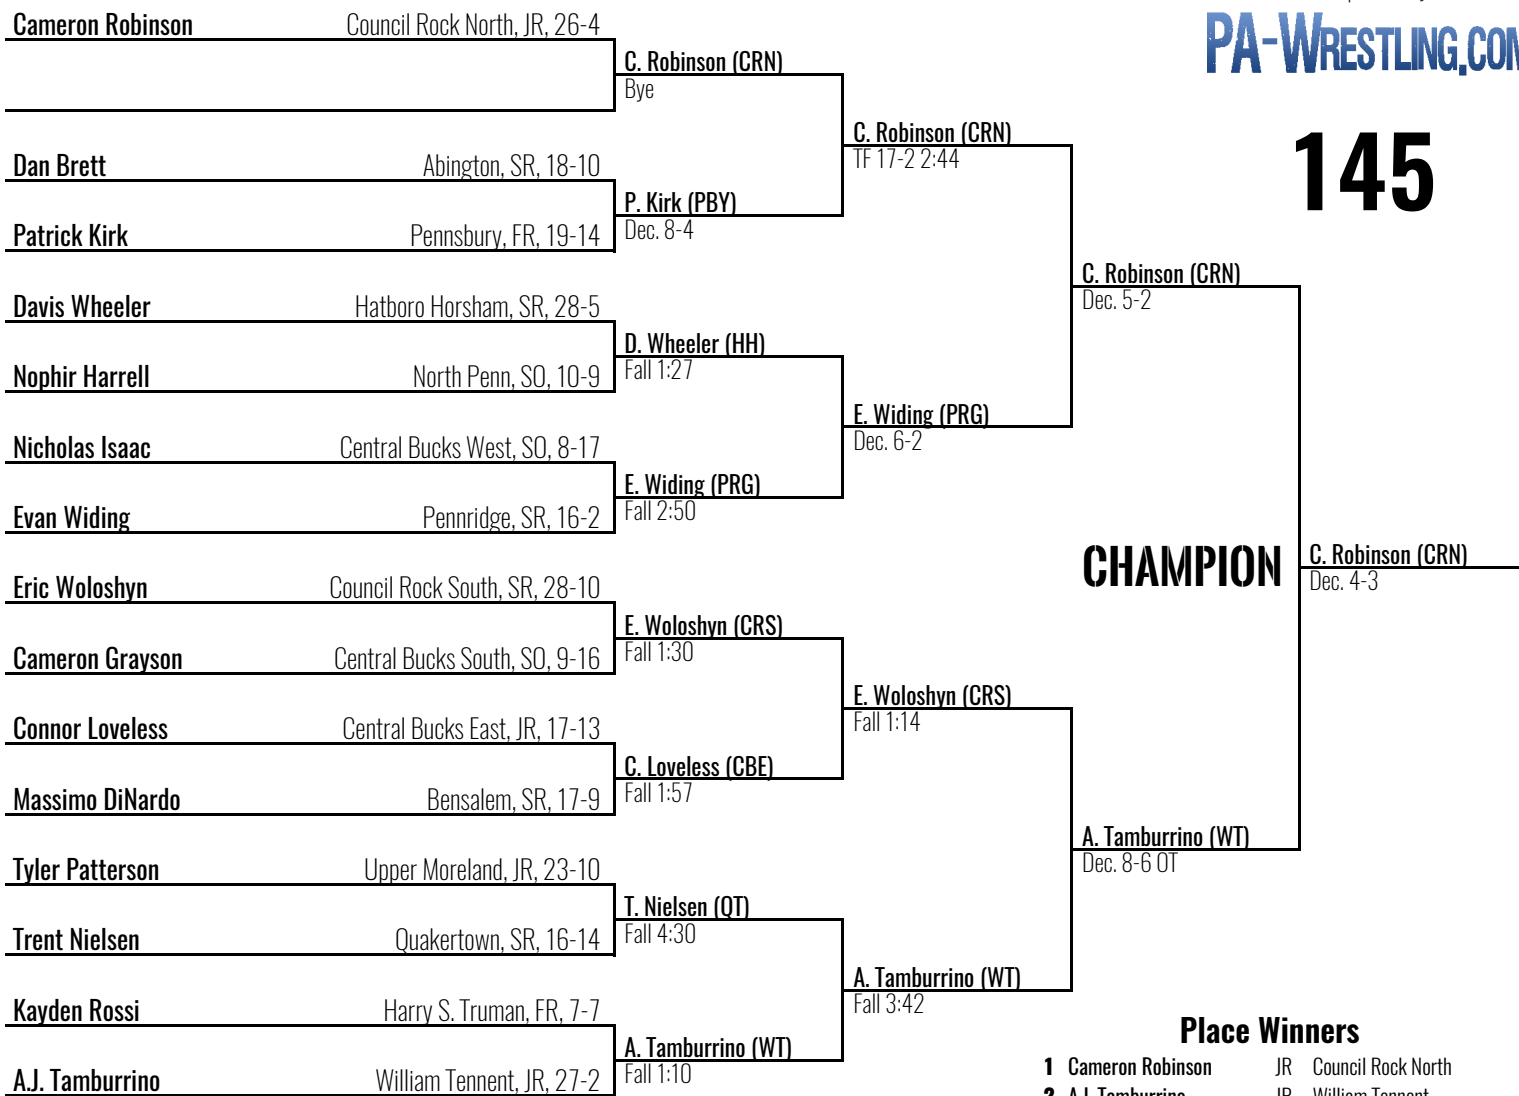 Cameron Robinson Council Rock North, JR, 26-4
PA-WRESTLING.COM
C. Robinson (CRN)
Bye
C. Robinson (CRN)
TF 17-2 2:44
145
Dan Brett Abington, SR, 18-10
P. Kirk (PBY)
Dec. 8-4
Patrick Kirk Pennsbury, FR, 19-14
C. Robinson (CRN)
Dec. 5-2
Davis Wheeler Hatboro Horsham, SR, 28-5
D. Wheeler (HH)
Fall 1:27
Nophir Harrell North Penn, SO, 10-9
E. Widing (PRG)
Dec. 6-2
Nicholas Isaac Central Bucks West, SO, 8-17
E. Widing (PRG)
Fall 2:50
Evan Widing Pennridge, SR, 16-2
CHAMPION
C. Robinson (CRN)
Dec. 4-3
Eric Woloshyn Council Rock South, SR, 28-10
E. Woloshyn (CRS)
Fall 1:30
Cameron Grayson Central Bucks South, SO, 9-16
E. Woloshyn (CRS)
Fall 1:14
Connor Loveless Central Bucks East, JR, 17-13
C. Loveless (CBE)
Fall 1:57
Massimo DiNardo Bensalem, SR, 17-9
A. Tamburrino (WT)
Dec. 8-6 OT
Tyler Patterson Upper Moreland, JR, 23-10
T. Nielsen (QT)
Fall 4:30
Trent Nielsen Quakertown, SR, 16-14
A. Tamburrino (WT)
Fall 3:42
Kayden Rossi Harry S. Truman, FR, 7-7
A. Tamburrino (WT)
Fall 1:10
A.J. Tamburrino William Tennent, JR, 27-2
Place Winners
1 Cameron Robinson JR Council Rock North
2 A.J. Tamburrino JR William Tennent